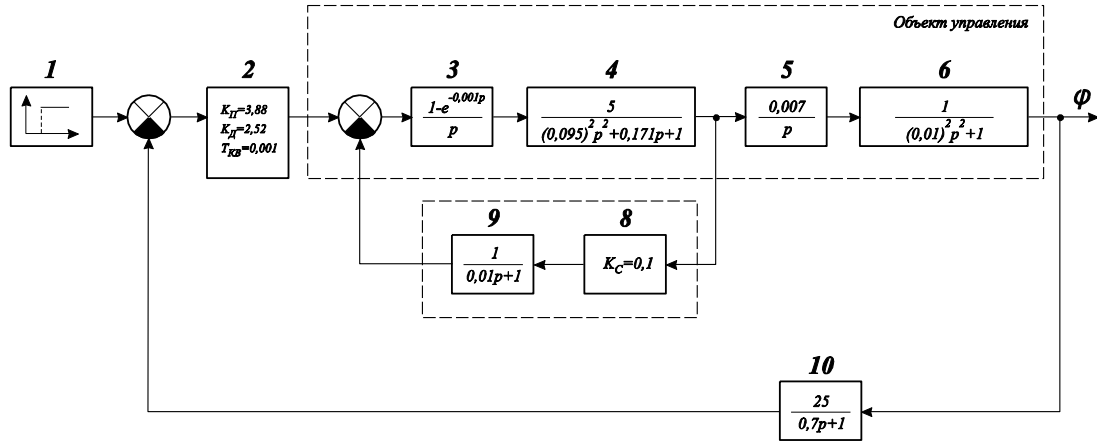 Объект управления
1
2
3
4
5
6
K_П=3,88
K_Д=2,52
T_КВ=0,001
1-e^-0,001p
p
5
(0,095)^2 p^2+0,171p+1
0,007
p
1
(0,01)^2 p^2+1
φ
9
8
1
0,01p+1
K_C=0,1
10
25
0,7p+1